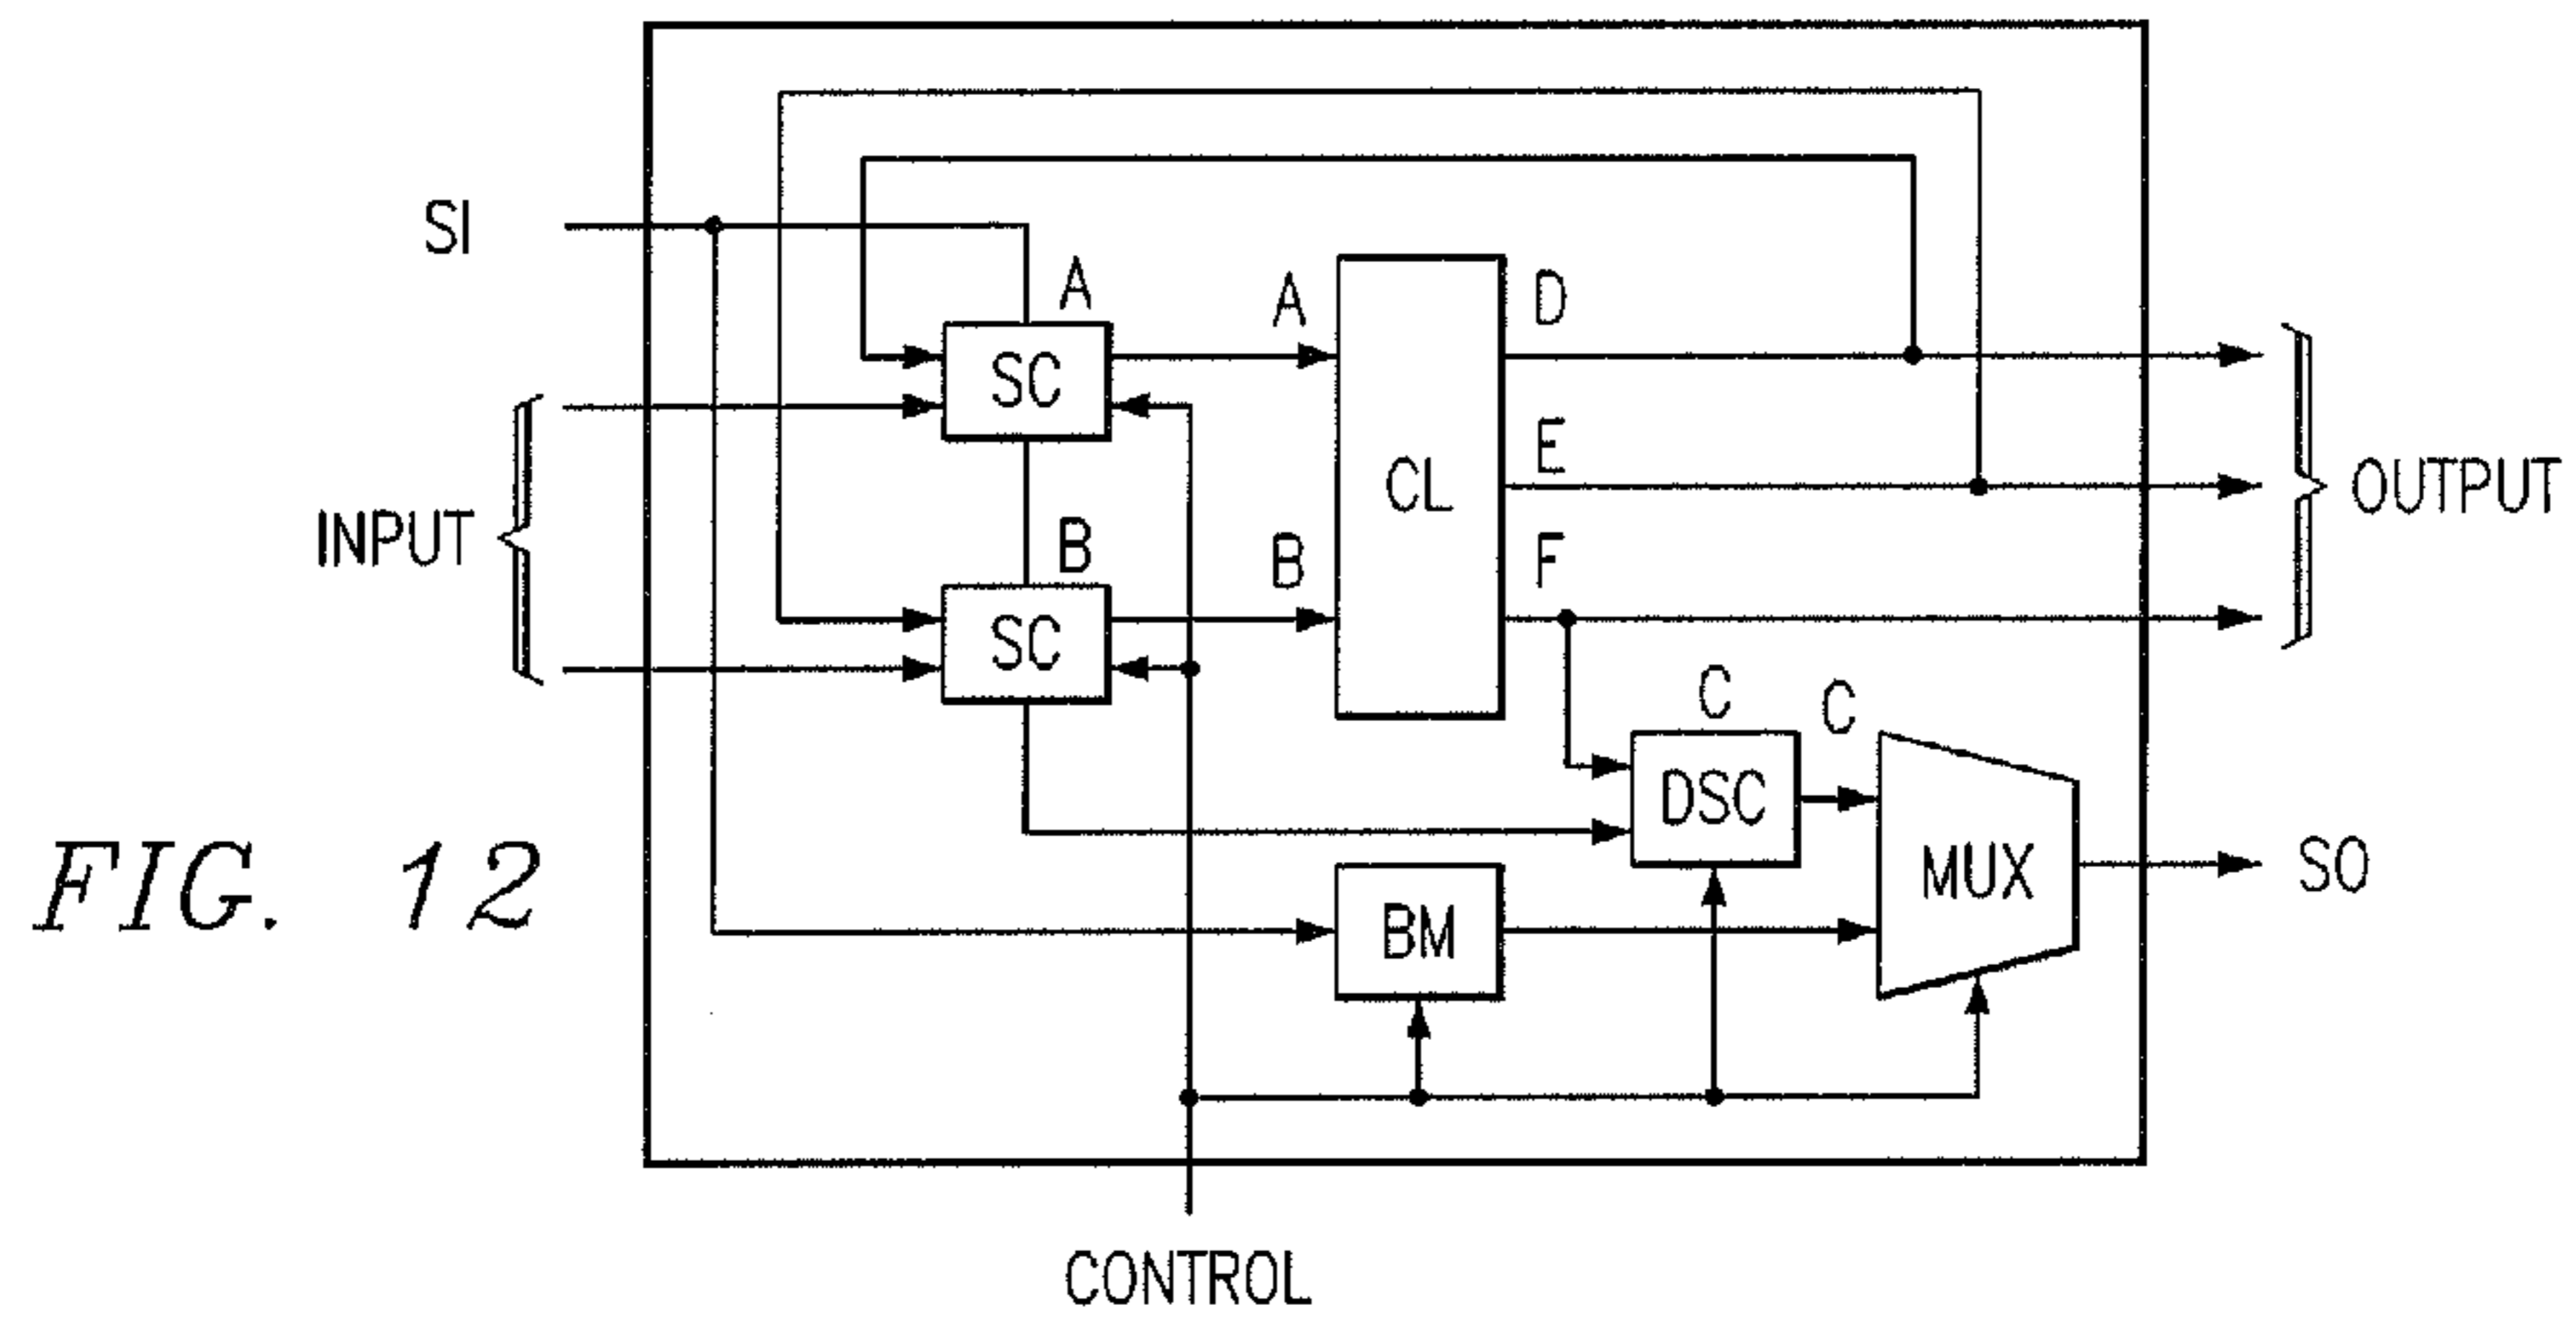 SI
A
A
D
SC
E
CL
INPUT
OUTPUT
B
B
F
SC
C
C
DSC
MUX
SO
BM
FIG. 12
CONTROL